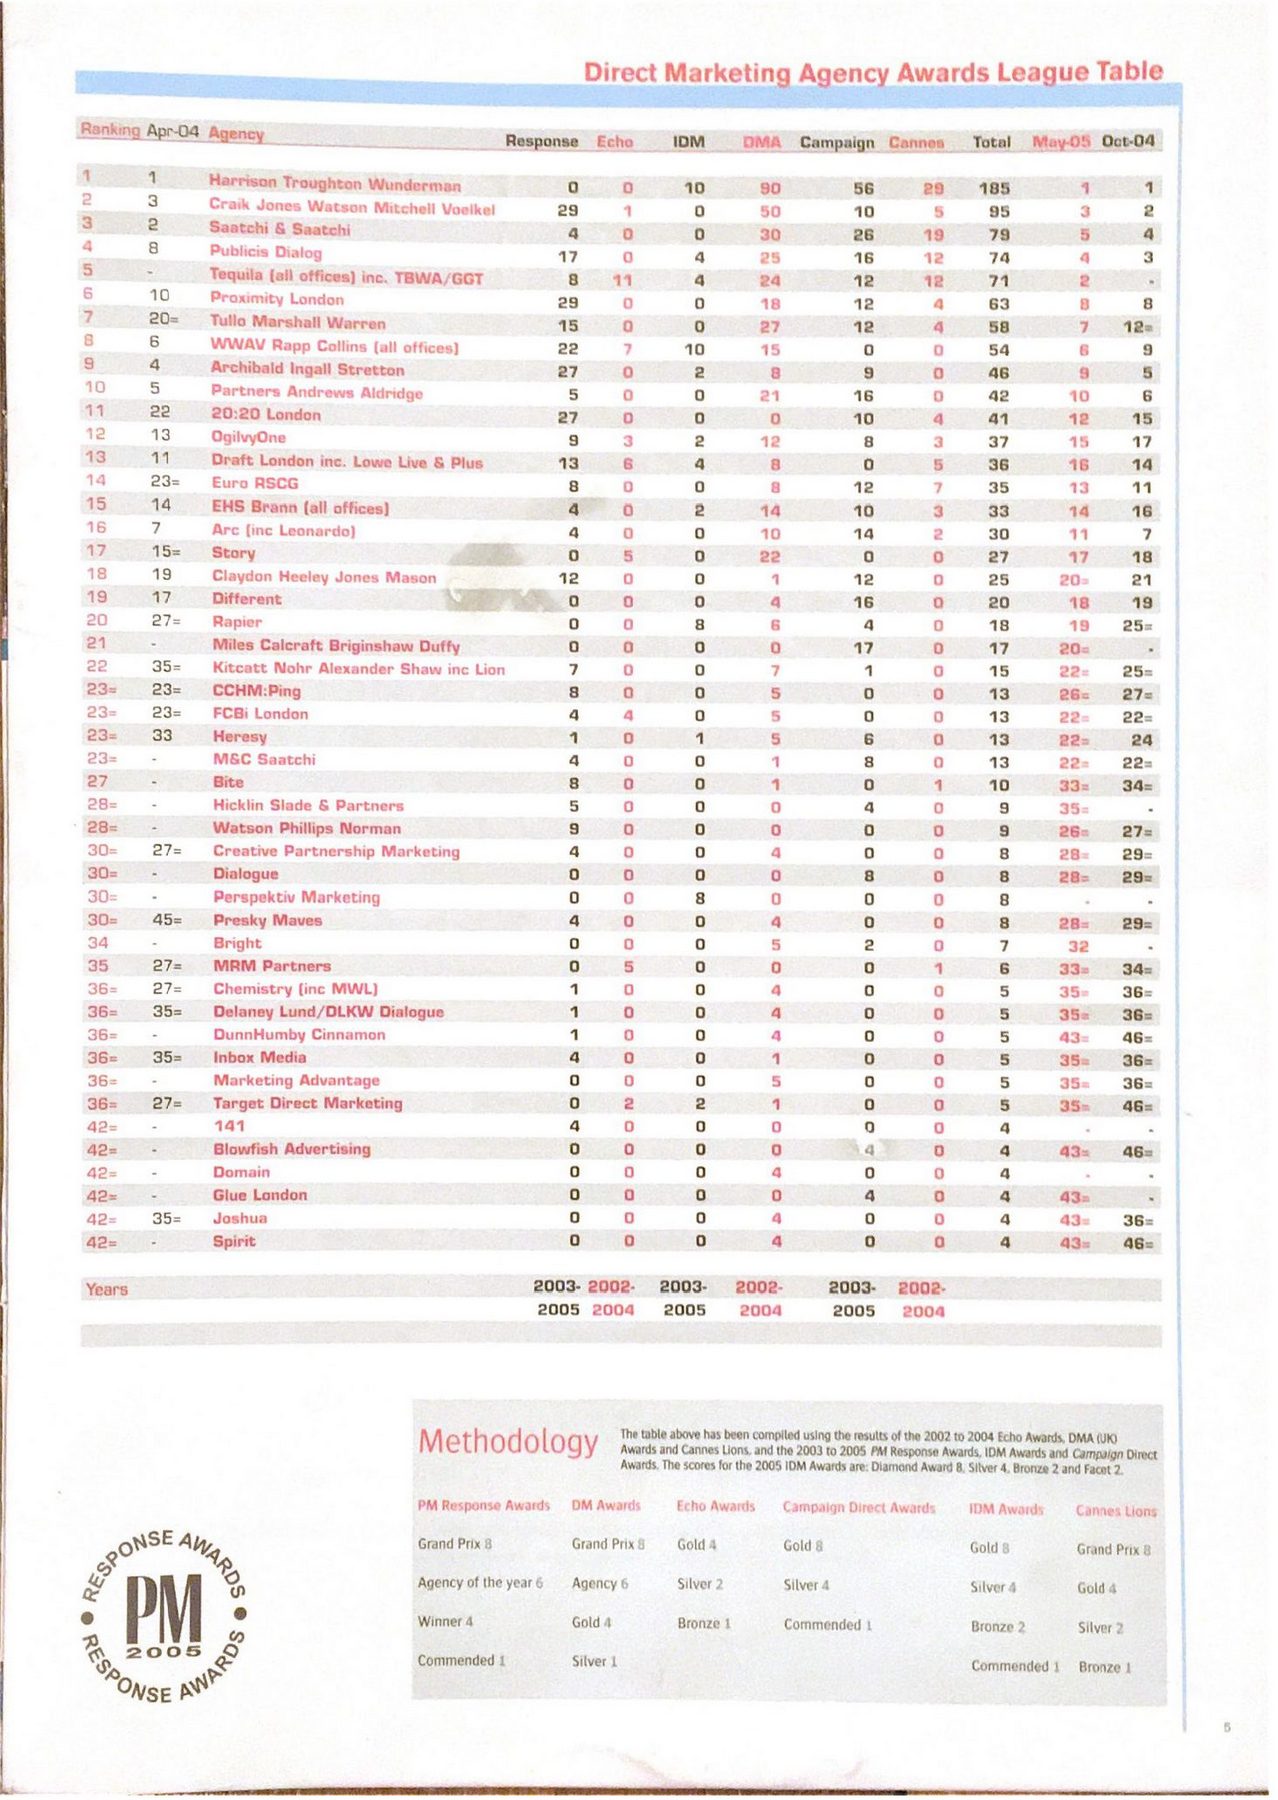 Direct Marketing Agency Awards League Table
Ranking Apr-04 Agency Response Echo IDM DMA Campaign Cannes Total May-05 Oct-04
1 1 Harrison Troughton Wunderman 0 0 10 90 56 29 185 1 1
2 3 Craik Jones Watson Mitchell Voelkel 29 1 0 50 10 5 95 3 2
3 2 Saatchi & Saatchi 4 0 0 30 26 19 79 5 4
4 8 Publicis Dialog 17 0 4 25 16 12 74 4 3
5 - Tequila (all offices) inc. TBWA/GGT 8 11 4 24 12 12 71 2 -
6 10 Proximity London 29 0 0 18 12 4 63 8 8
7 20= Tullo Marshall Warren 15 0 0 27 12 4 58 7 12=
8 6 WWAV Rapp Collins (all offices) 22 7 10 15 0 0 54 6 9
9 4 Archibald Ingall Stretton 27 0 2 8 9 0 46 9 5
10 5 Partners Andrews Aldridge 5 0 0 21 16 0 42 10 6
11 22 20:20 London 27 0 0 0 10 4 41 12 15
12 13 OgilvyOne 9 3 2 12 8 3 37 15 17
13 11 Draft London inc. Lowe Live & Plus 13 6 4 8 0 5 36 16 14
14 23= Euro RSCG 8 0 0 8 12 7 35 13 11
15 14 EHS Brann (all offices) 4 0 2 14 10 3 33 14 16
16 7 Arc (inc Leonardo) 4 0 0 10 14 2 30 11 7
17 15= Story 0 5 0 22 0 0 27 17 18
18 19 Claydon Heeley Jones Mason 12 0 0 1 12 0 25 20= 21
19 17 Different 0 0 0 4 16 0 20 18 19
20 27= Rapier 0 0 8 6 4 0 18 19 25=
21 - Miles Calcraft Briginshaw Duffy 0 0 0 0 17 0 17 20= -
22 35= Kitcatt Nohr Alexander Shaw inc Lion 7 0 0 7 1 0 15 22= 25=
23= 23= CCHM:Ping 8 0 0 5 0 0 13 26= 27=
23= 23= FCBi London 4 4 0 5 0 0 13 22= 22=
23= 33 Heresy 1 0 1 5 6 0 13 22= 24
23= - M&C Saatchi 4 0 0 1 8 0 13 22= 22=
27 - Bite 8 0 0 1 0 1 10 33= 34=
28= - Hicklin Slade & Partners 5 0 0 0 4 0 9 35= -
28= - Watson Phillips Norman 9 0 0 0 0 0 9 26= 27=
30= 27= Creative Partnership Marketing 4 0 0 4 0 0 8 28= 29=
30= - Dialogue 0 0 0 0 8 0 8 28= 29=
30= - Perspektiv Marketing 0 0 8 0 0 0 8 - -
30= 45= Presky Maves 4 0 0 4 0 0 8 28= 29=
34 - Bright 0 0 0 5 2 0 7 32 -
35 27= MRM Partners 0 5 0 0 0 1 6 33= 34=
36= 27= Chemistry (inc MWL) 1 0 0 4 0 0 5 35= 36=
36= 35= Delaney Lund/DLKW Dialogue 1 0 0 4 0 0 5 35= 36=
36= - DunnHumby Cinnamon 1 0 0 4 0 0 5 43= 46=
36= 35= Inbox Media 4 0 0 1 0 0 5 35= 36=
36= - Marketing Advantage 0 0 0 5 0 0 5 35= 36=
36= 27= Target Direct Marketing 0 2 2 1 0 0 5 35= 46=
42= - 141 4 0 0 0 0 0 4 - -
42= - Blowfish Advertising 0 0 0 0 4 0 4 43= 46=
42= - Domain 0 0 0 4 0 0 4 - -
42= - Glue London 0 0 0 0 4 0 4 43= -
42= 35= Joshua 0 0 0 4 0 0 4 43= 36=
42= - Spirit 0 0 0 4 0 0 4 43= 46=
Years 2003- 2002- 2003- 2002- 2003- 2002-
2005 2004 2005 2004 2005 2004
Methodology
The table above has been compiled using the results of the 2002 to 2004 Echo Awards, DMA (UK)
Awards and Cannes Lions, and the 2003 to 2005 PM Response Awards, IDM Awards and Campaign Direct
Awards. The scores for the 2005 IDM Awards are: Diamond Award 8, Silver 4, Bronze 2 and Facet 2.
PM Response Awards DM Awards Echo Awards Campaign Direct Awards IDM Awards Cannes Lions
Grand Prix 8 Grand Prix 8 Gold 4 Gold 8 Gold 8 Grand Prix 8
Agency of the year 6 Agency 6 Silver 2 Silver 4 Silver 4 Gold 4
Winner 4 Gold 4 Bronze 1 Commended 1 Bronze 2 Silver 2
Commended 1 Silver 1 Commended 1 Bronze 1
RESPONSE AWARDS
PM
2005
RESPONSE AWARDS
5